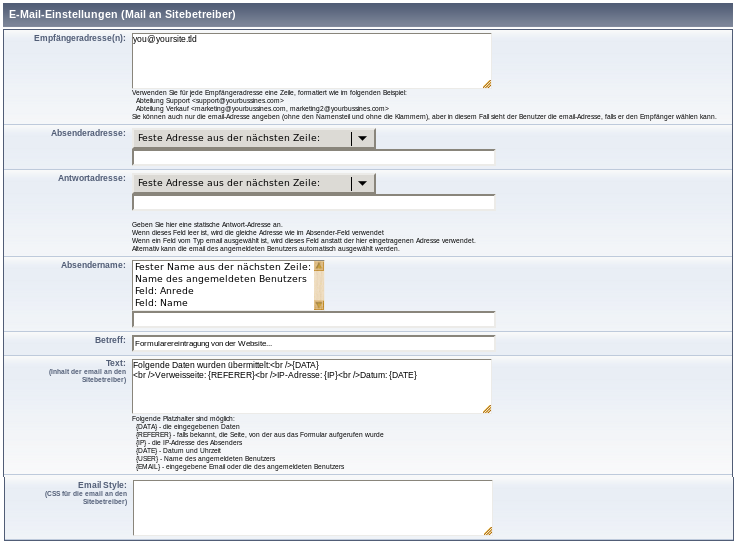 E-Mail-Einstellungen (Mail an Sitebetreiber)
Empfängeradresse(n):
you@yoursite.tld
Verwenden Sie für jede Empfängeradresse eine Zeile, formatiert wie im folgenden Beispiel:
Abteilung Support <support@yourbussines.com>
Abteilung Verkauf <marketing@yourbussines.com, marketing2@yourbussines.com>
Sie können auch nur die email-Adresse angeben (ohne den Namensteil und ohne die Klammern), aber in diesem Fall sieht der Benutzer die email-Adresse, falls er den Empfänger wählen kann.
Absenderadresse:
Feste Adresse aus der nächsten Zeile:
Antwortadresse:
Feste Adresse aus der nächsten Zeile:
Geben Sie hier eine statische Antwort-Adresse an.
Wenn dieses Feld leer ist, wird die gleiche Adresse wie im Absender-Feld verwendet
Wenn ein Feld vom Typ email ausgewählt ist, wird dieses Feld anstatt der hier eingetragenen Adresse verwendet.
Alternativ kann die email des angemeldeten Benutzers automatisch ausgewählt werden.
Absendername:
Fester Name aus der nächsten Zeile:
Name des angemeldeten Benutzers
Feld: Anrede
Feld: Name
Betreff:
Formularereintragung von der Website...
Text:
(Inhalt der email an den
Sitebetreiber)
Folgende Daten wurden übermittelt:<br />{DATA}
<br />Verweisseite: {REFERER}<br />IP-Adresse: {IP}<br />Datum: {DATE}
Folgende Platzhalter sind möglich:
{DATA} - die eingegebenen Daten
{REFERER} - falls bekannt, die Seite, von der aus das Formular aufgerufen wurde
{IP} - die IP-Adresse des Absenders
{DATE} - Datum und Uhrzeit
{USER} - Name des angemeldeten Benutzers
{EMAIL} - eingegebene Email oder die des angemeldeten Benutzers
Email Style:
(CSS für die email an den
Sitebetreiber)